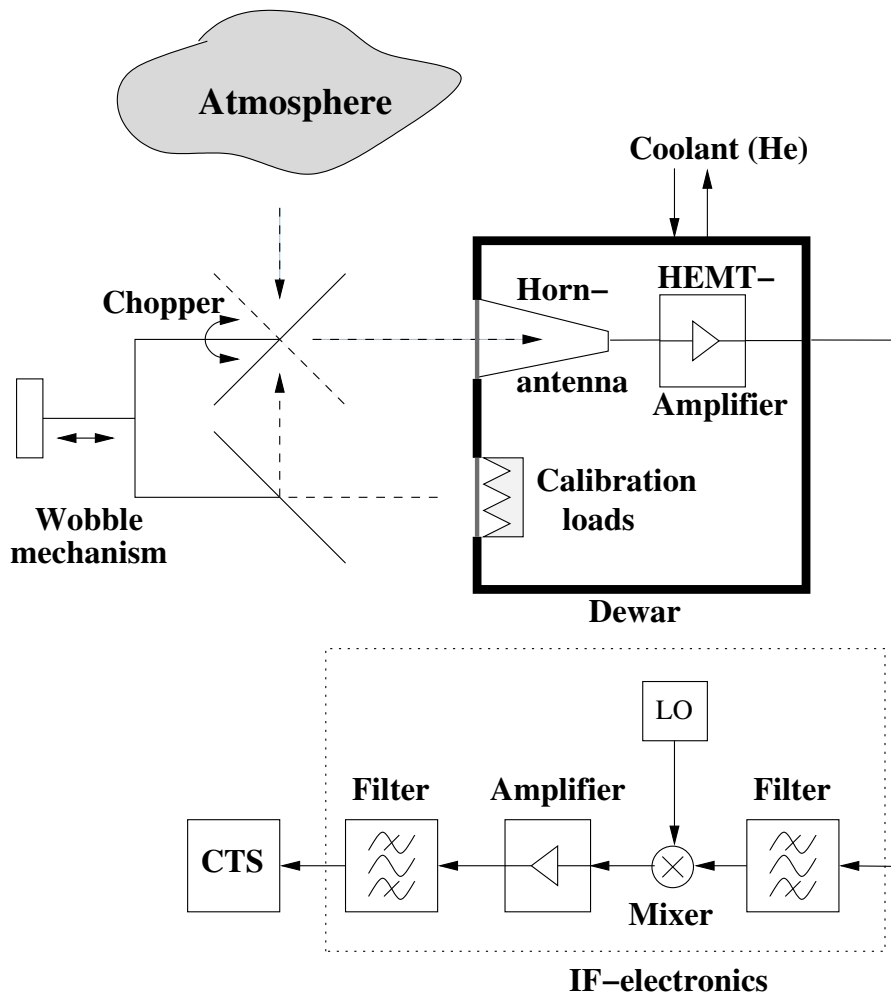 Atmosphere
Coolant (He)
Chopper
Horn–
HEMT–
antenna
Amplifier
Calibration
loads
Wobble
mechanism
Dewar
LO
Filter
Amplifier
Filter
CTS
Mixer
IF–electronics